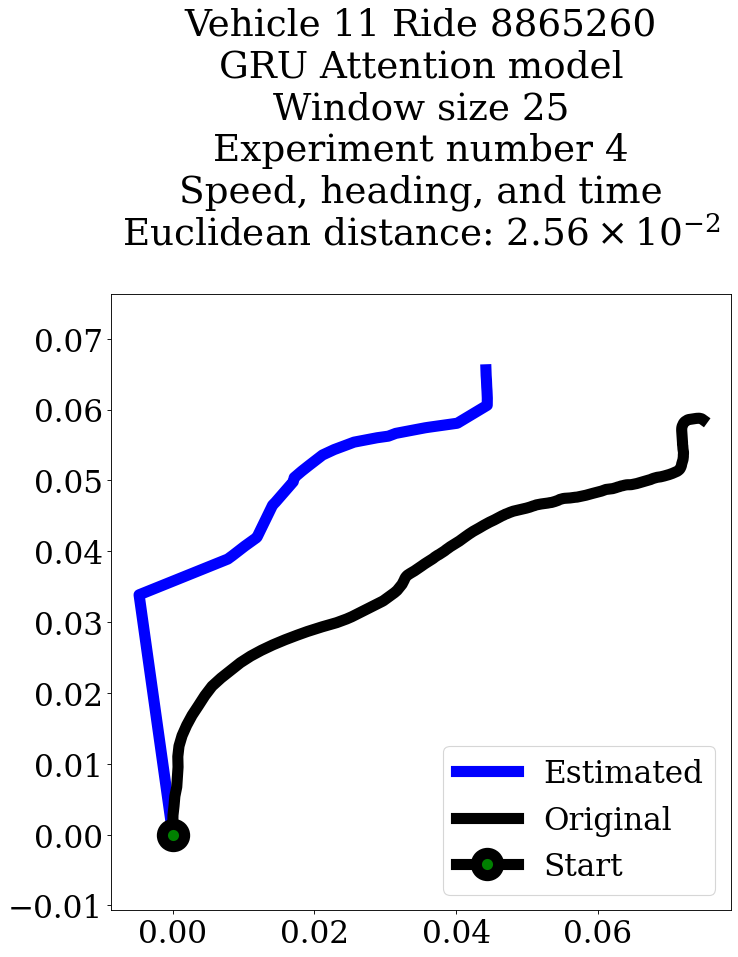 Vehicle 11 Ride 8865260
GRU Attention model
Window size 25
Experiment number 4
Speed, heading, and time
Euclidean distance: 2.56 × 10⁻²
0.07
0.06
0.05
0.04
0.03
0.02
0.01
0.00
−0.01
Estimated
Original
Start
0.00 0.02 0.04 0.06